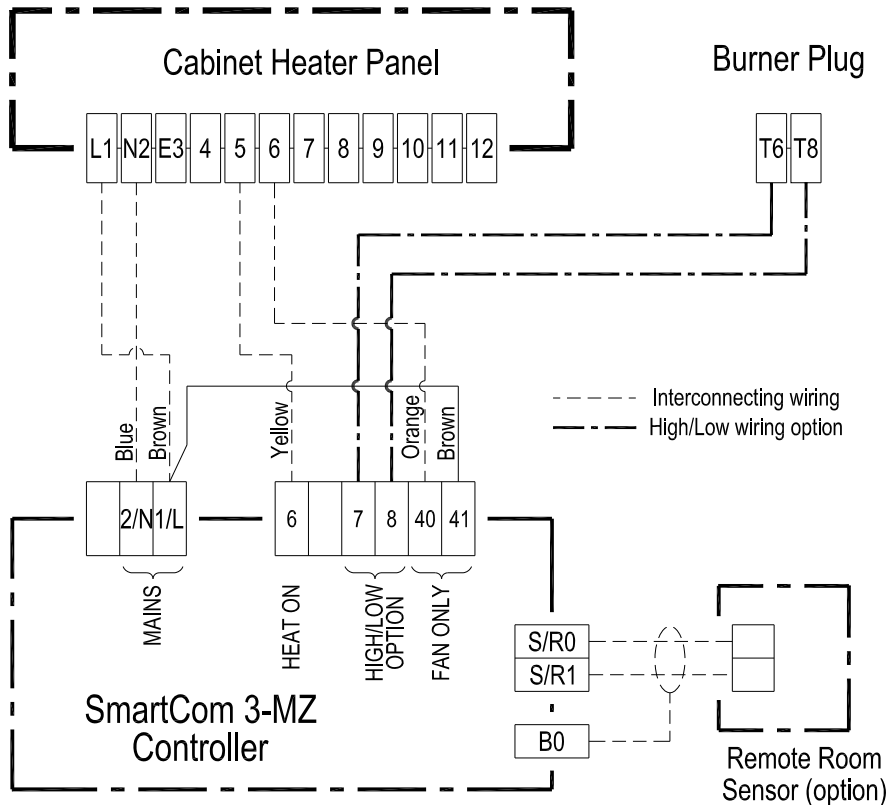 Cabinet Heater Panel
Burner Plug
L1 N2 E3 4 5 6 7 8 9 10 11 12
T6 T8
Interconnecting wiring
High/Low wiring option
Blue
Brown
Yellow
Orange
Brown
2/N 1/L
6 7 8 40 41
MAINS
HEAT ON
HIGH/LOW
OPTION
FAN ONLY
S/R0
S/R1
B0
SmartCom 3-MZ
Controller
Remote Room
Sensor (option)